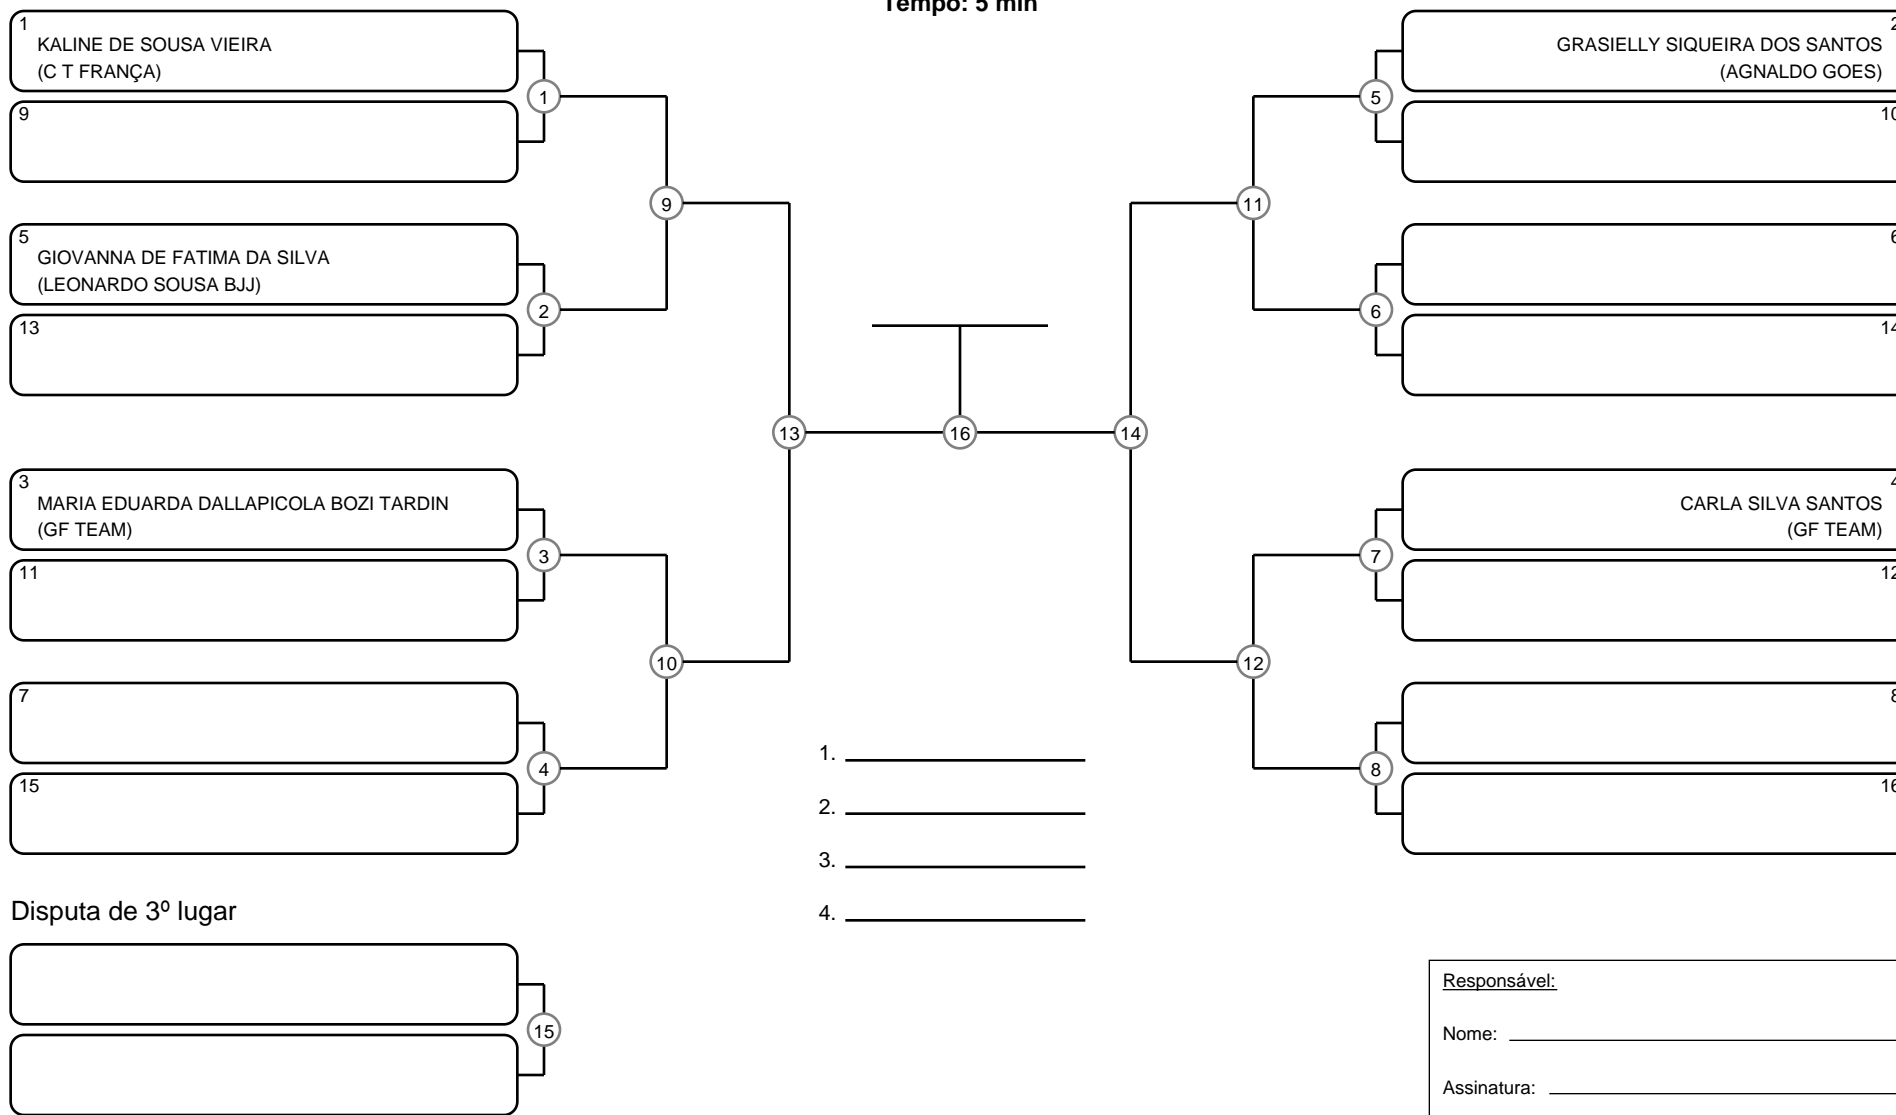 Tempo: 5 min
1
KALINE DE SOUSA VIEIRA
(C T FRANÇA)
9
1
5
GIOVANNA DE FATIMA DA SILVA
(LEONARDO SOUSA BJJ)
13
2
9
3
MARIA EDUARDA DALLAPICOLA BOZI TARDIN
(GF TEAM)
11
3
7
15
4
10
13
16
14
2
GRASIELLY SIQUEIRA DOS SANTOS
(AGNALDO GOES)
10
5
11
6
14
6
4
CARLA SILVA SANTOS
(GF TEAM)
12
7
12
8
16
8
1.
2.
3.
4.
Disputa de 3º lugar
15
Responsável:
Nome:
Assinatura: